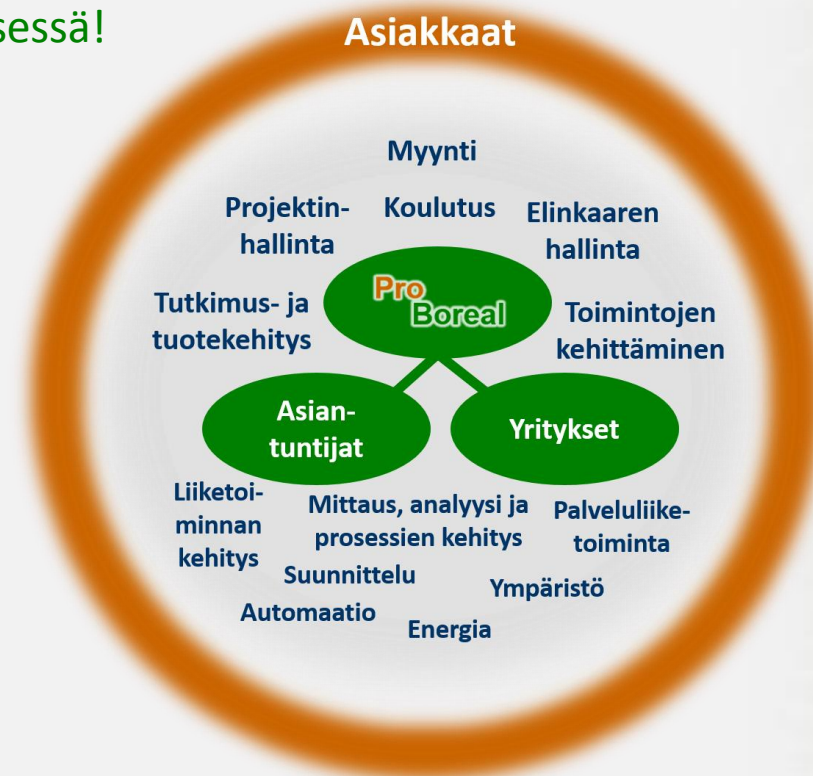 sessä!
Asiakkaat
Myynti
Projektin-
hallinta
Koulutus
Elinkaaren
hallinta
Pro
Boreal
Tutkimus- ja
tuotekehitys
Toimintojen
kehittäminen
Asian-
tuntijat
Yritykset
Liiketoi-
minnan
kehitys
Mittaus, analyysi ja
prosessien kehitys
Palveluliike-
toiminta
Suunnittelu
Ympäristö
Automaatio
Energia